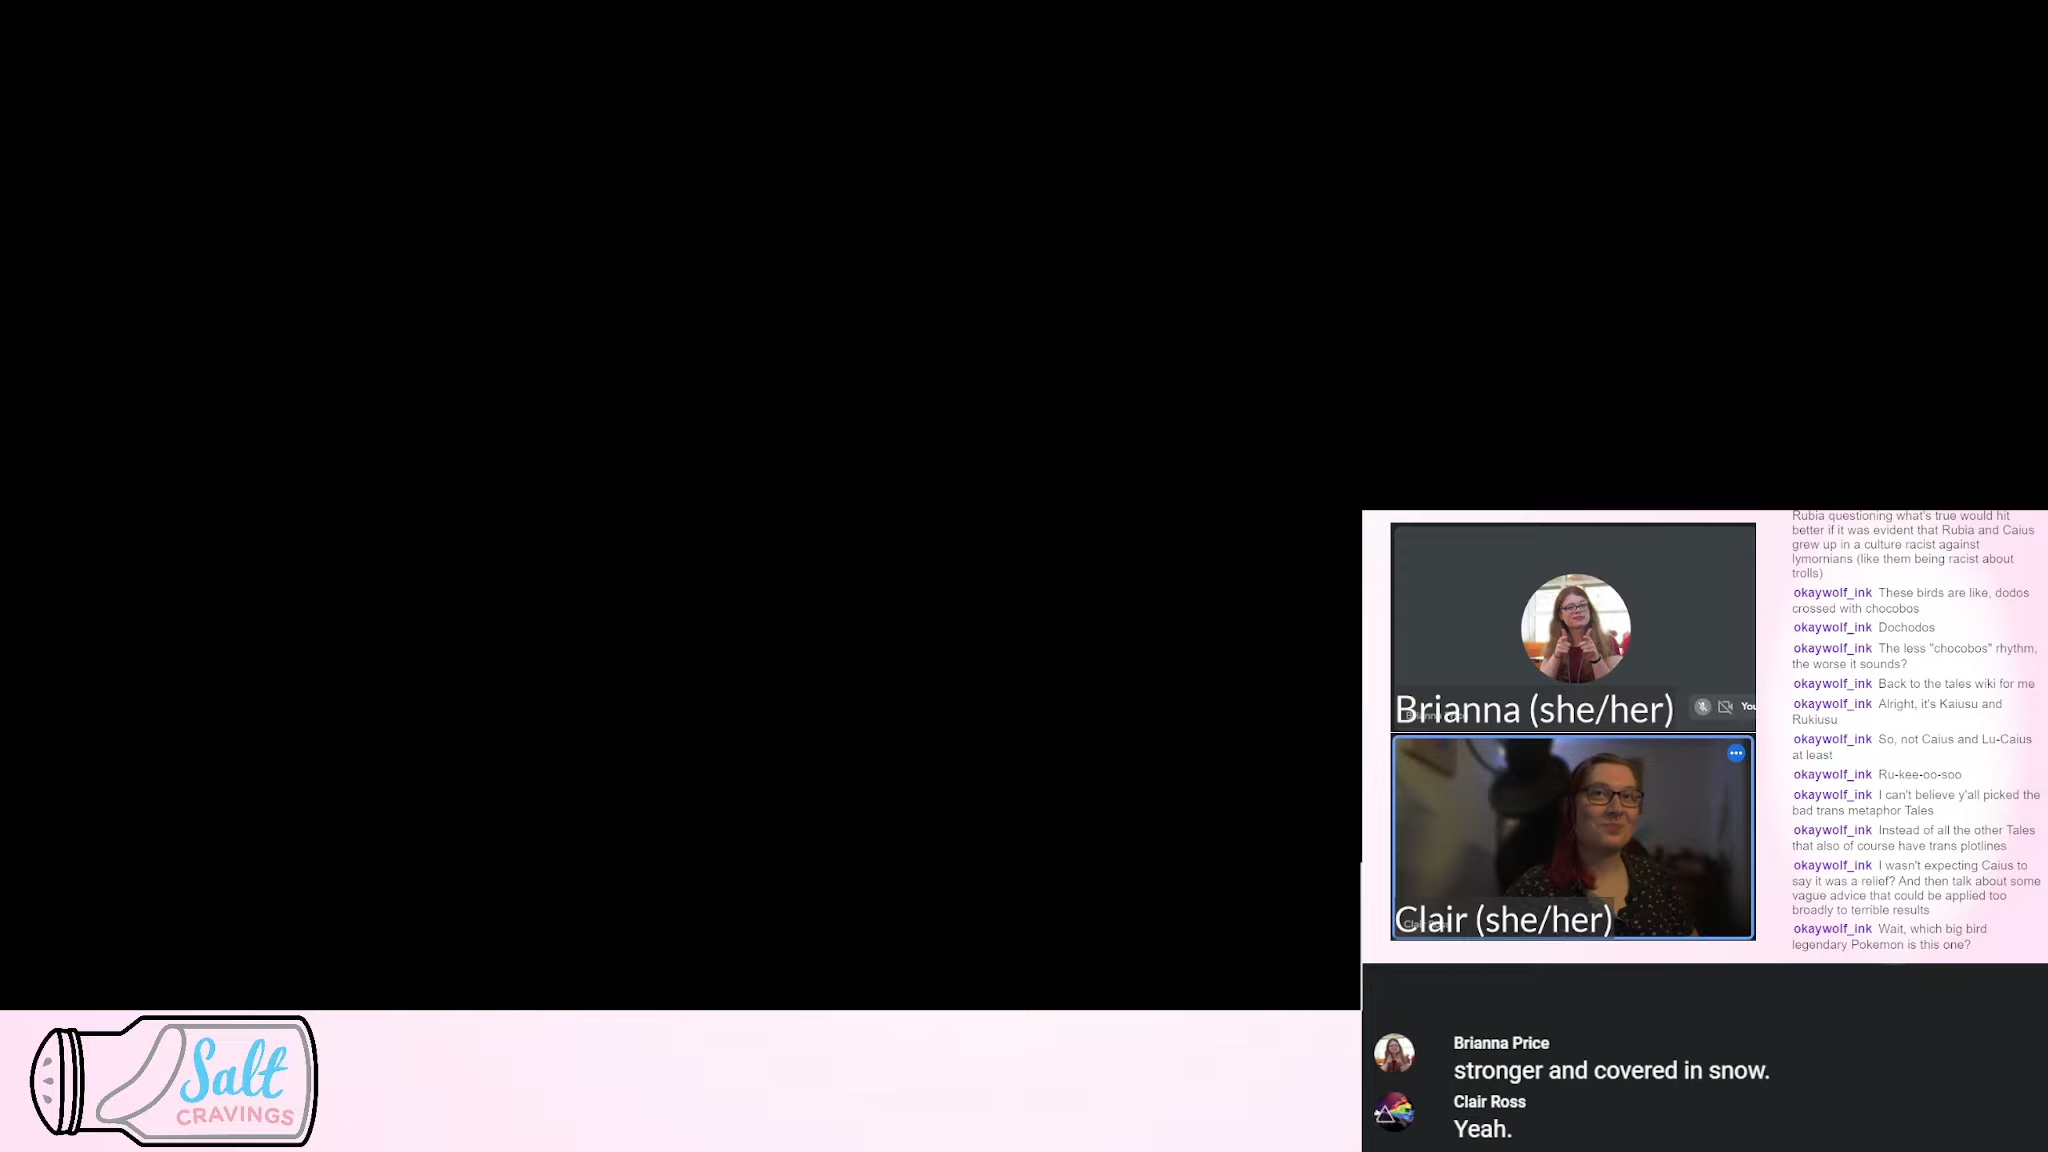 Rubia questioning what's true would hit
better if it was evident that Rubia and Caius
grew up in a culture racist against
lymornians (like them being racist about
trolls)
okaywolf_ink These birds are like, dodos
crossed with chocobos
okaywolf_ink Dochodos
okaywolf_ink The less "chocobos" rhythm,
the worse it sounds?
okaywolf_ink Back to the tales wiki for me
okaywolf_ink Alright, it's Kaiusu and
Rukiusu
okaywolf_ink So, not Caius and Lu-Caius
at least
okaywolf_ink Ru-kee-oo-soo
okaywolf_ink I can't believe y'all picked the
bad trans metaphor Tales
okaywolf_ink Instead of all the other Tales
that also of course have trans plotlines
okaywolf_ink I wasn't expecting Caius to
say it was a relief? And then talk about some
vague advice that could be applied too
broadly to terrible results
okaywolf_ink Wait, which big bird
legendary Pokemon is this one?
Brianna (she/her)
You
Clair (she/her)
Brianna Price
stronger and covered in snow.
Clair Ross
Yeah.
Salt
CRAVINGS